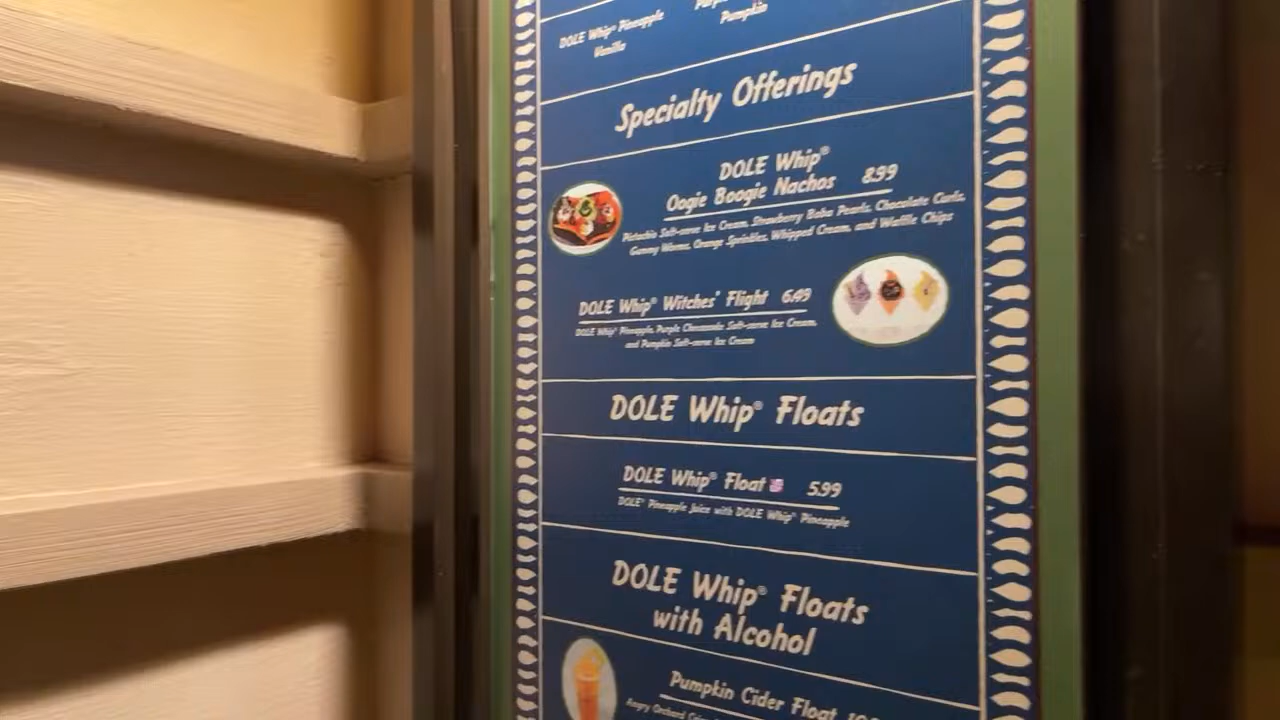 DOLE Whip® Pineapple
Vanilla
Pumpkin
Specialty Offerings
DOLE Whip®
Oogie Boogie Nachos 8.99
Pistachio Soft-serve Ice Cream, Strawberry Boba Pearls, Chocolate Curls,
Gummy Worms, Orange Sprinkles, Whipped Cream, and Waffle Chips
DOLE Whip® Witches' Flight 6.49
DOLE Whip® Pineapple, Purple Cheesecake Soft-serve Ice Cream,
and Pumpkin Soft-serve Ice Cream
DOLE Whip® Floats
DOLE Whip® Float 5.99
DOLE® Pineapple Juice with DOLE Whip® Pineapple
DOLE Whip® Floats
with Alcohol
Pumpkin Cider Float
Angry Orchard